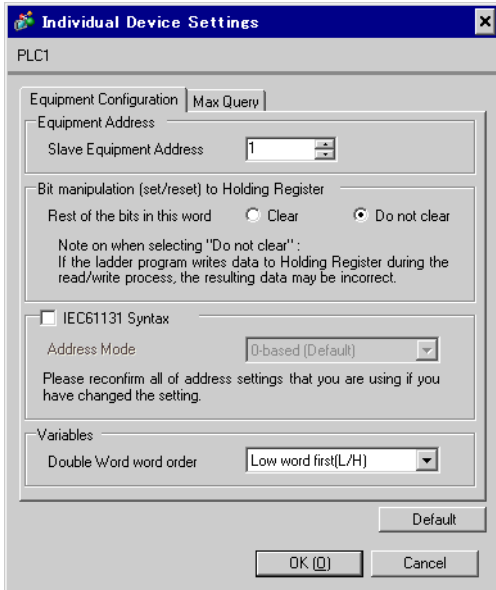 Individual Device Settings
PLC1
Equipment Configuration
Max Query
Equipment Address
Slave Equipment Address
1
Bit manipulation (set/reset) to Holding Register
Rest of the bits in this word
Clear
Do not clear
Note on when selecting "Do not clear" :
If the ladder program writes data to Holding Register during the
read/write process, the resulting data may be incorrect.
IEC61131 Syntax
Address Mode
0-based (Default)
Please reconfirm all of address settings that you are using if you
have changed the setting.
Variables
Double Word word order
Low word first(L/H)
Default
OK (O)
Cancel